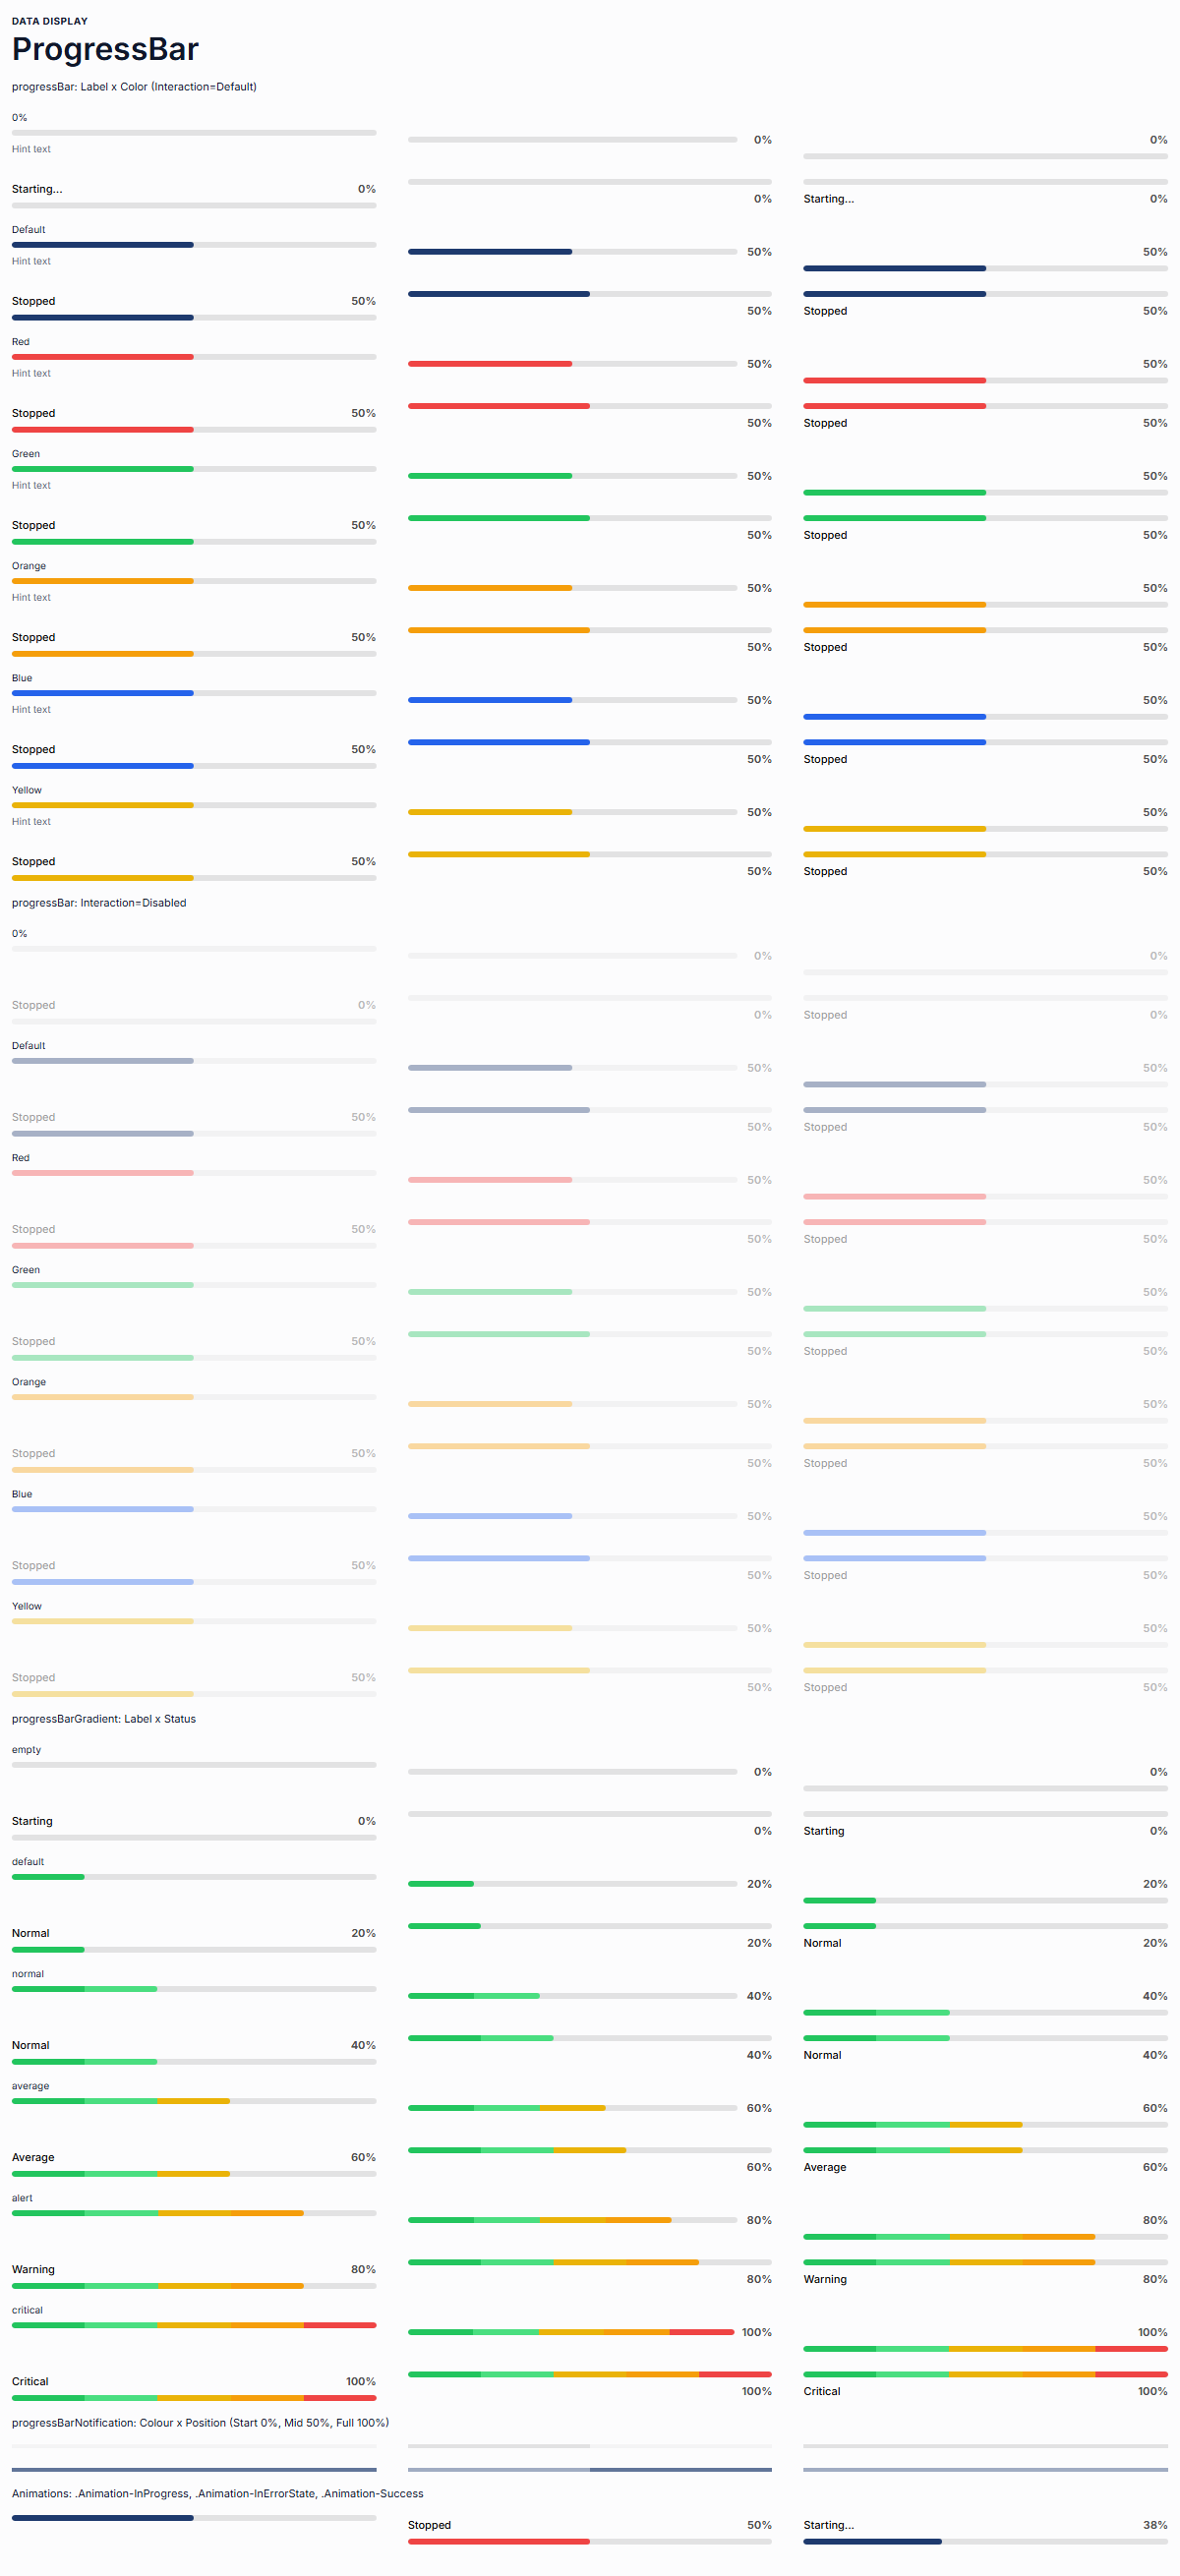 DATA DISPLAY
ProgressBar
progressBar: Label x Color (Interaction=Default)
0%
Hint text
0%
0%
Starting...  0%
0%
Starting...  0%
Default
Hint text
50%
50%
Stopped  50%
50%
Stopped  50%
Red
Hint text
50%
50%
Stopped  50%
50%
Stopped  50%
Green
Hint text
50%
50%
Stopped  50%
50%
Stopped  50%
Orange
Hint text
50%
50%
Stopped  50%
50%
Stopped  50%
Blue
Hint text
50%
50%
Stopped  50%
50%
Stopped  50%
Yellow
Hint text
50%
50%
Stopped  50%
50%
Stopped  50%
progressBar: Interaction=Disabled
0%
0%
0%
Stopped  0%
0%
Stopped  0%
Default
50%
50%
Stopped  50%
50%
Stopped  50%
Red
50%
50%
Stopped  50%
50%
Stopped  50%
Green
50%
50%
Stopped  50%
50%
Stopped  50%
Orange
50%
50%
Stopped  50%
50%
Stopped  50%
Blue
50%
50%
Stopped  50%
50%
Stopped  50%
Yellow
50%
50%
Stopped  50%
50%
Stopped  50%
progressBarGradient: Label x Status
empty
0%
0%
Starting  0%
0%
Starting  0%
default
20%
20%
Normal  20%
20%
Normal  20%
normal
40%
40%
Normal  40%
40%
Normal  40%
average
60%
60%
Average  60%
60%
Average  60%
alert
80%
80%
Warning  80%
80%
Warning  80%
critical
100%
100%
Critical  100%
100%
Critical  100%
progressBarNotification: Colour x Position (Start 0%, Mid 50%, Full 100%)
Animations: .Animation-InProgress, .Animation-InErrorState, .Animation-Success
Stopped  50%
Starting...  38%